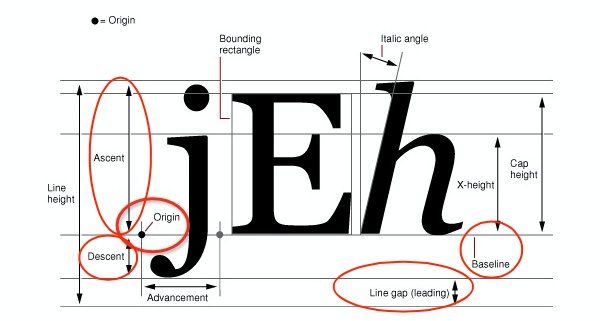 = Origin
Bounding
rectangle
Italic angle
jEh
Ascent
Line
height
Cap
height
X-height
Origin
Descent
Baseline
Advancement
Line gap (leading)